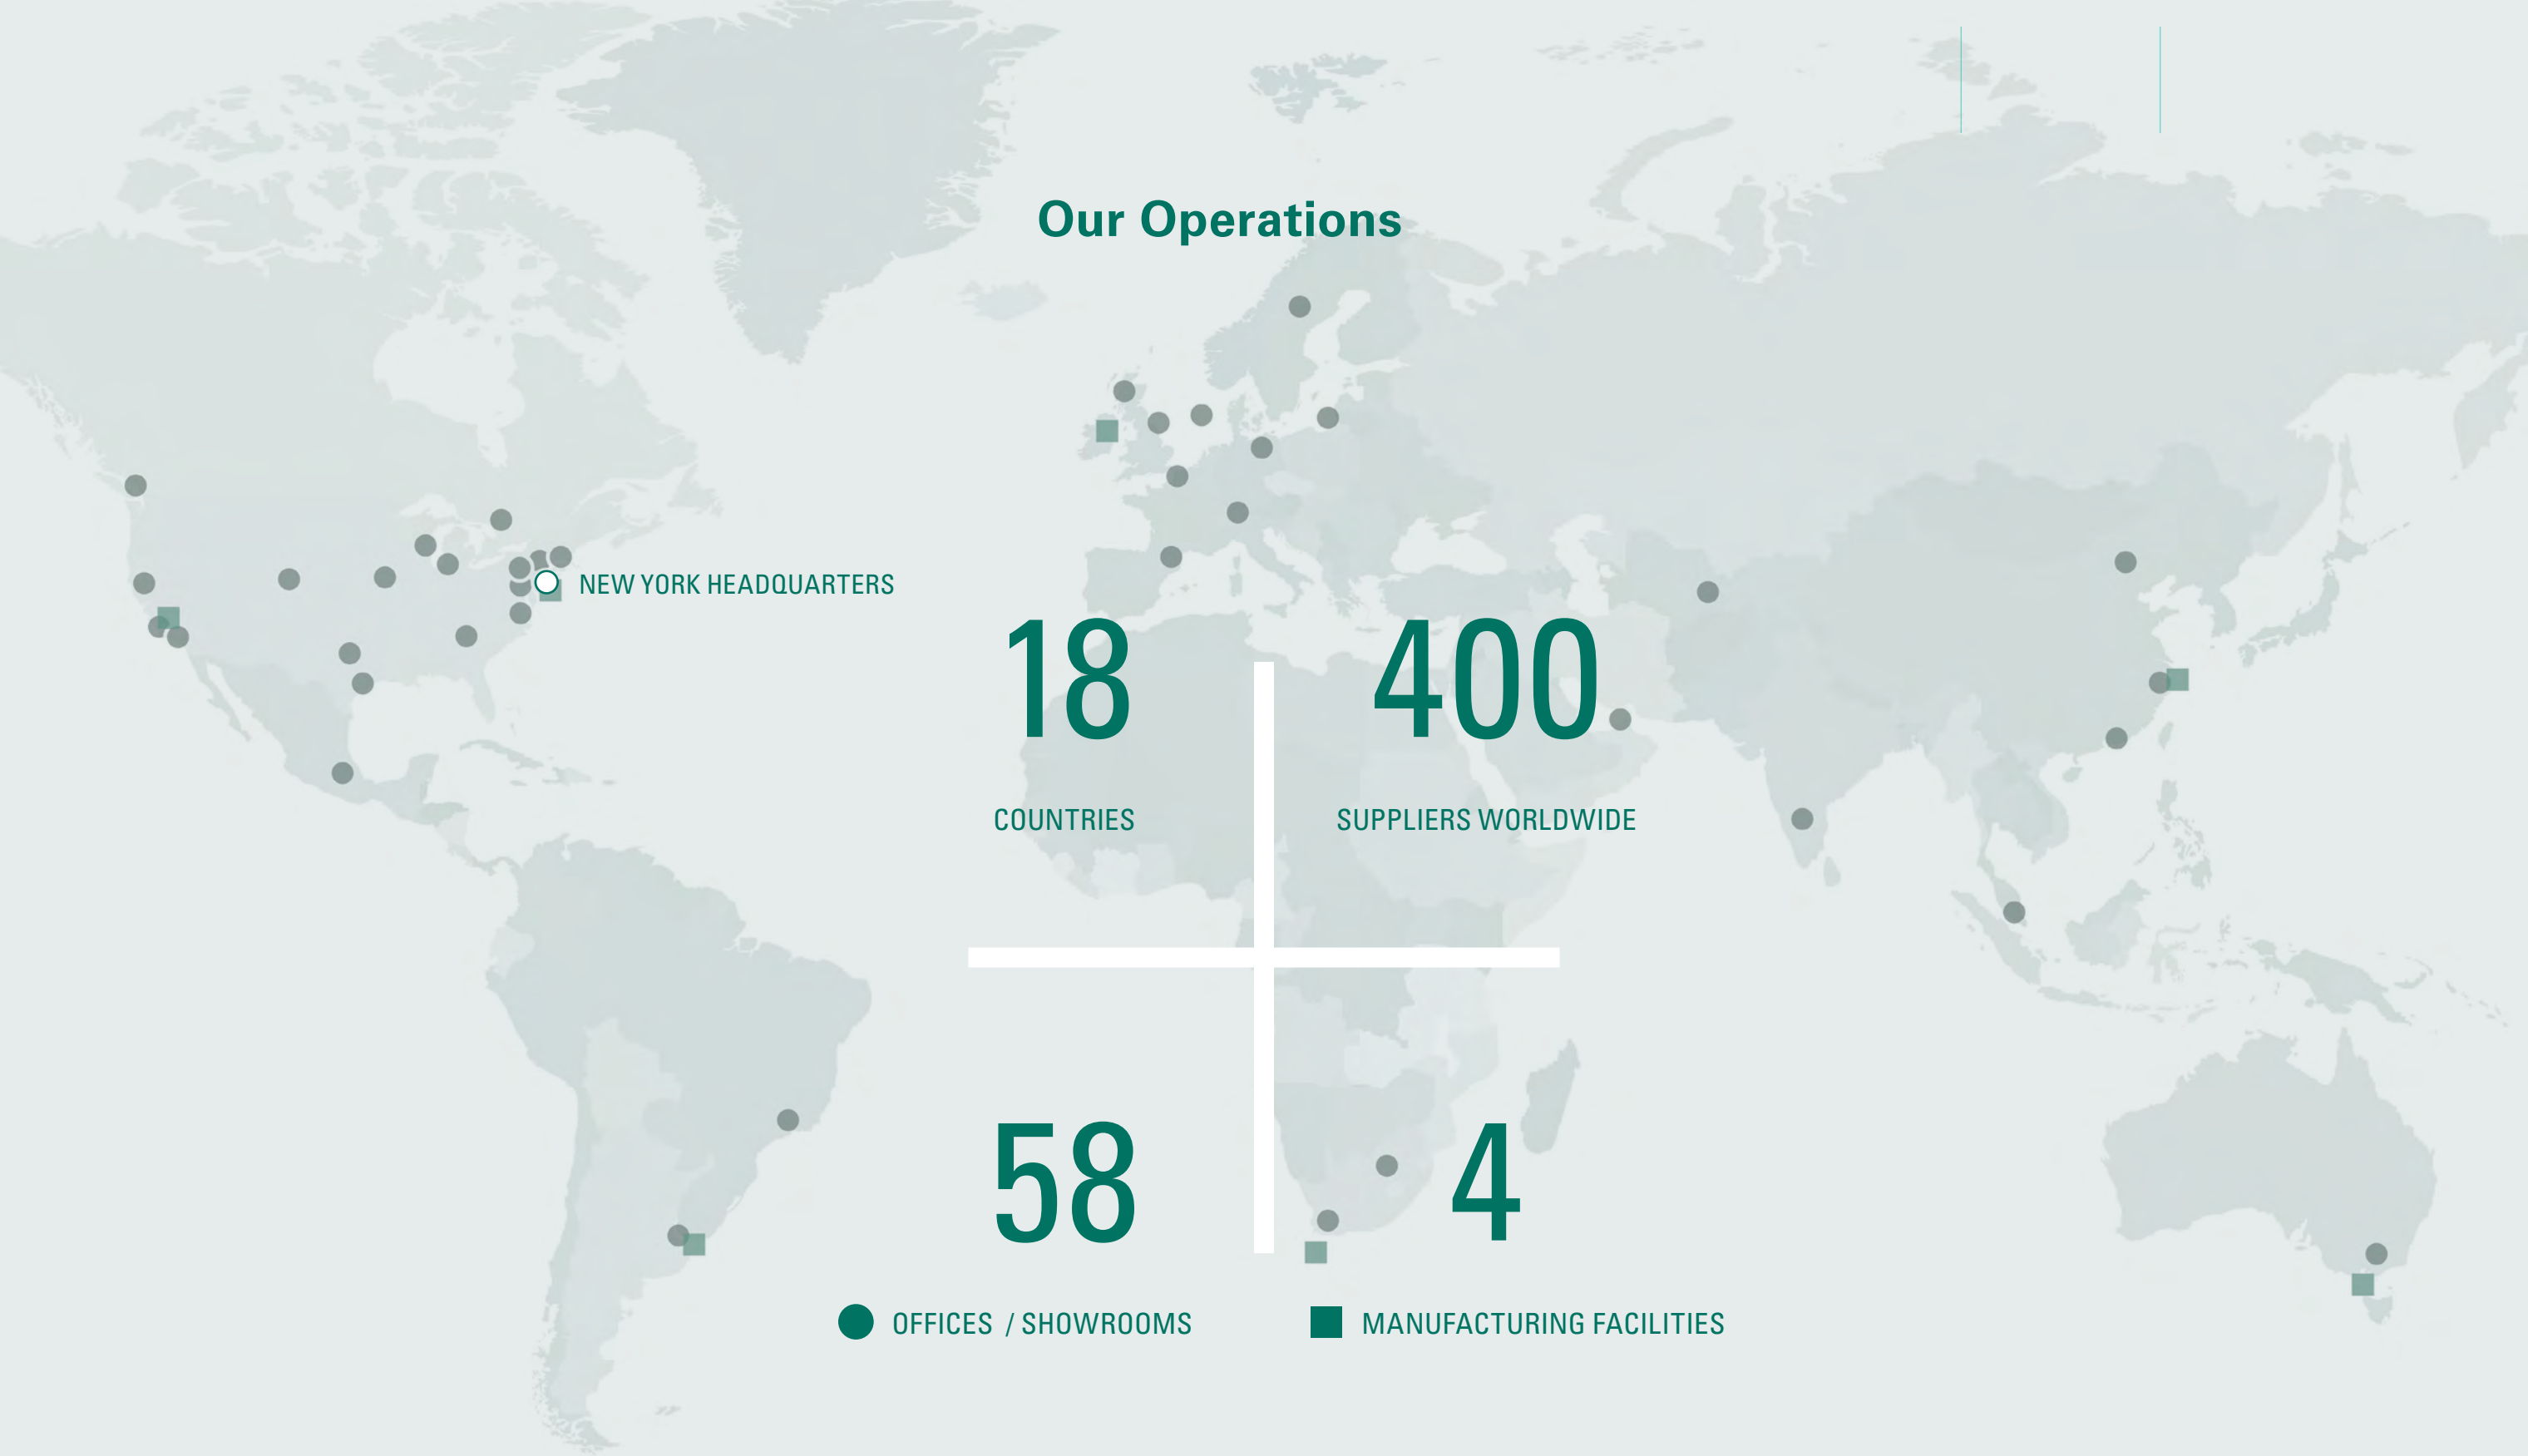 Our Operations
NEW YORK HEADQUARTERS
18
COUNTRIES
400
SUPPLIERS WORLDWIDE
58
OFFICES / SHOWROOMS
4
MANUFACTURING FACILITIES